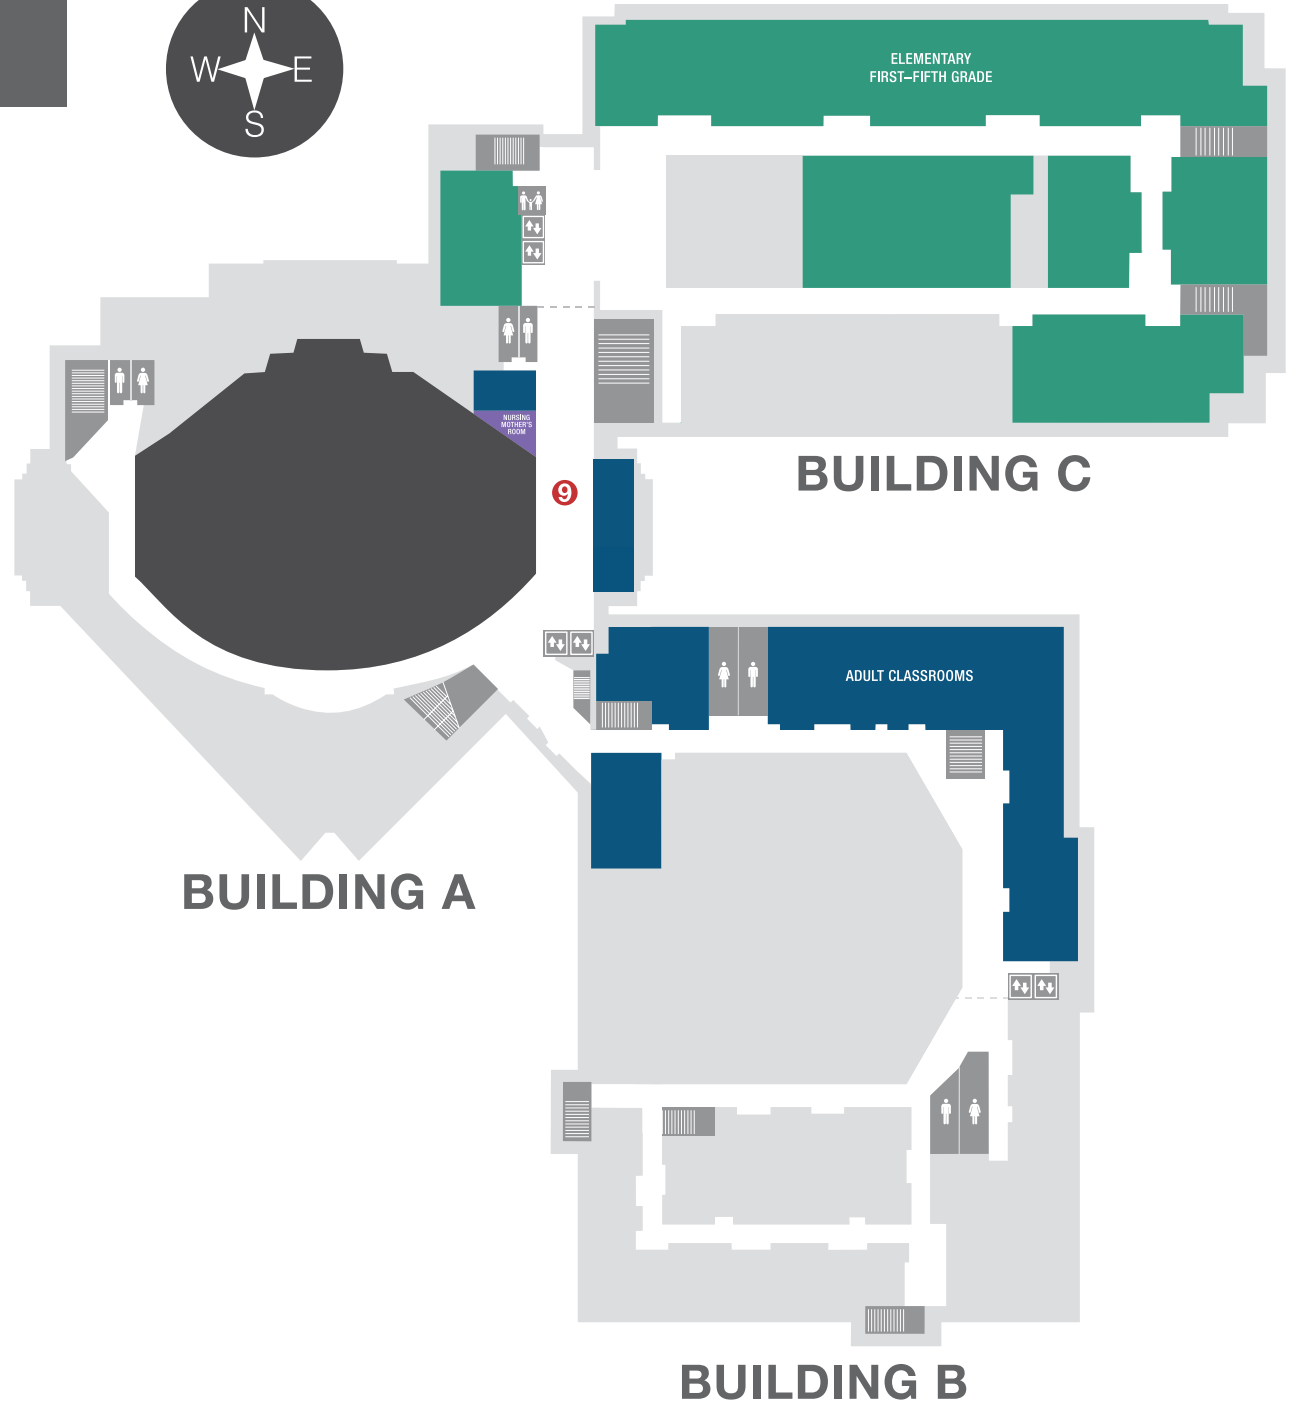 N
W E
S
ELEMENTARY
FIRST–FIFTH GRADE
NURSING
MOTHER'S
ROOM
BUILDING C
9
ADULT CLASSROOMS
BUILDING A
BUILDING B